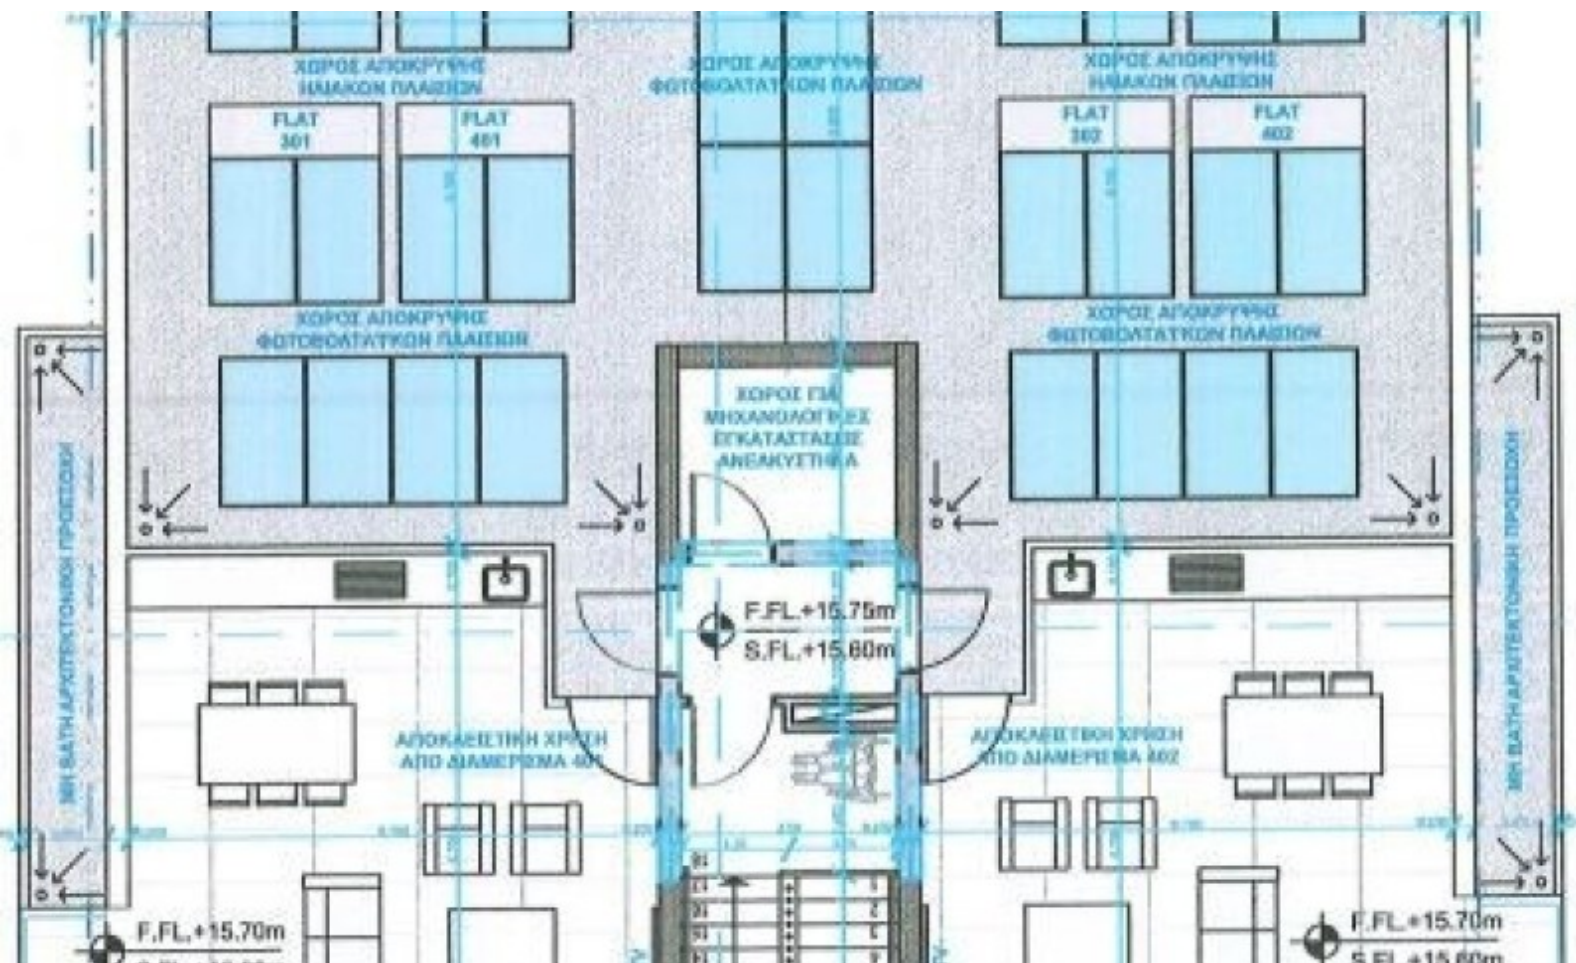 ΧΩΡΟΣ ΑΠΟΚΡΥΨΗΣ
ΗΛΙΑΚΩΝ ΠΛΑΙΣΙΩΝ
ΧΩΡΟΣ ΑΠΟΚΡΥΨΗΣ
ΦΩΤΟΒΟΛΤΑΪΚΩΝ ΠΛΑΙΣΙΩΝ
ΧΩΡΟΣ ΑΠΟΚΡΥΨΗΣ
ΗΛΙΑΚΩΝ ΠΛΑΙΣΙΩΝ
FLAT
301
FLAT
401
FLAT
302
FLAT
402
ΧΩΡΟΣ ΑΠΟΚΡΥΨΗΣ
ΦΩΤΟΒΟΛΤΑΪΚΩΝ ΠΛΑΙΣΙΩΝ
ΧΩΡΟΣ ΑΠΟΚΡΥΨΗΣ
ΦΩΤΟΒΟΛΤΑΪΚΩΝ ΠΛΑΙΣΙΩΝ
ΧΩΡΟΣ ΓΙΑ
ΜΗΧΑΝΟΛΟΓΙΚΕΣ
ΕΓΚΑΤΑΣΤΑΣΕΙΣ
ΑΝΕΛΚΥΣΤΗΡΑ
ΜΗ ΒΑΤΗ ΑΡΧΙΤΕΚΤΟΝΙΚΗ ΠΡΟΕΞΟΧΗ
ΜΗ ΒΑΤΗ ΑΡΧΙΤΕΚΤΟΝΙΚΗ ΠΡΟΕΞΟΧΗ
F.FL.+15.75m
S.FL.+15.60m
ΑΠΟΚΛΕΙΣΤΙΚΗ ΧΡΗΣΗ
ΑΠΟ ΔΙΑΜΕΡΙΣΜΑ 401
ΑΠΟΚΛΕΙΣΤΙΚΗ ΧΡΗΣΗ
ΑΠΟ ΔΙΑΜΕΡΙΣΜΑ 402
F.FL.+15.70m
F.FL.+15.70m
S.FL.+15.60m